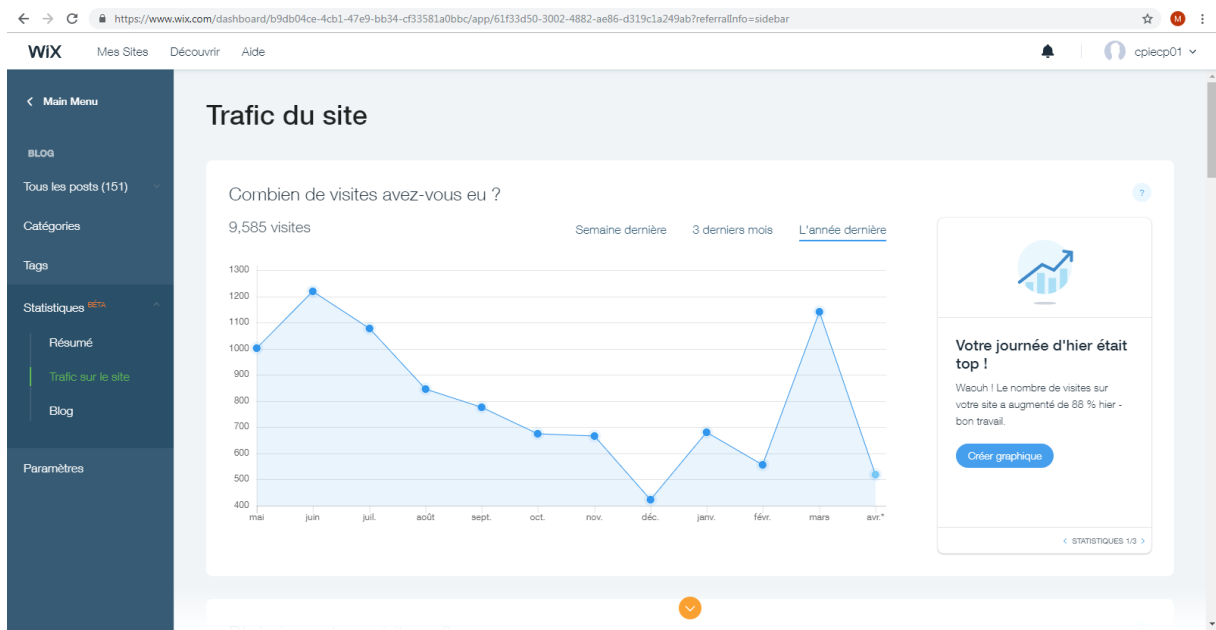 https://www.wix.com/dashboard/b9db04ce-4cb1-47e9-bb34-cf33581a0bbc/app/61f33d50-3002-4882-ae86-d319c1a249ab?referralInfo=sidebar
M
WiX
Mes Sites
Découvrir
Aide
cpiecp01
Main Menu
BLOG
Tous les posts (151)
Catégories
Tags
Statistiques BÊTA
Résumé
Trafic sur le site
Blog
Paramètres
Trafic du site
Combien de visites avez-vous eu ?
?
9,585 visites
Semaine dernière
3 derniers mois
L'année dernière
1300
1200
1100
1000
900
800
700
600
500
400
mai
juin
juil.
août
sept.
oct.
nov.
déc.
janv.
févr.
mars
avr.*
Votre journée d'hier était
top !
Waouh ! Le nombre de visites sur
votre site a augmenté de 88 % hier -
bon travail.
Créer graphique
< STATISTIQUES 1/3 >